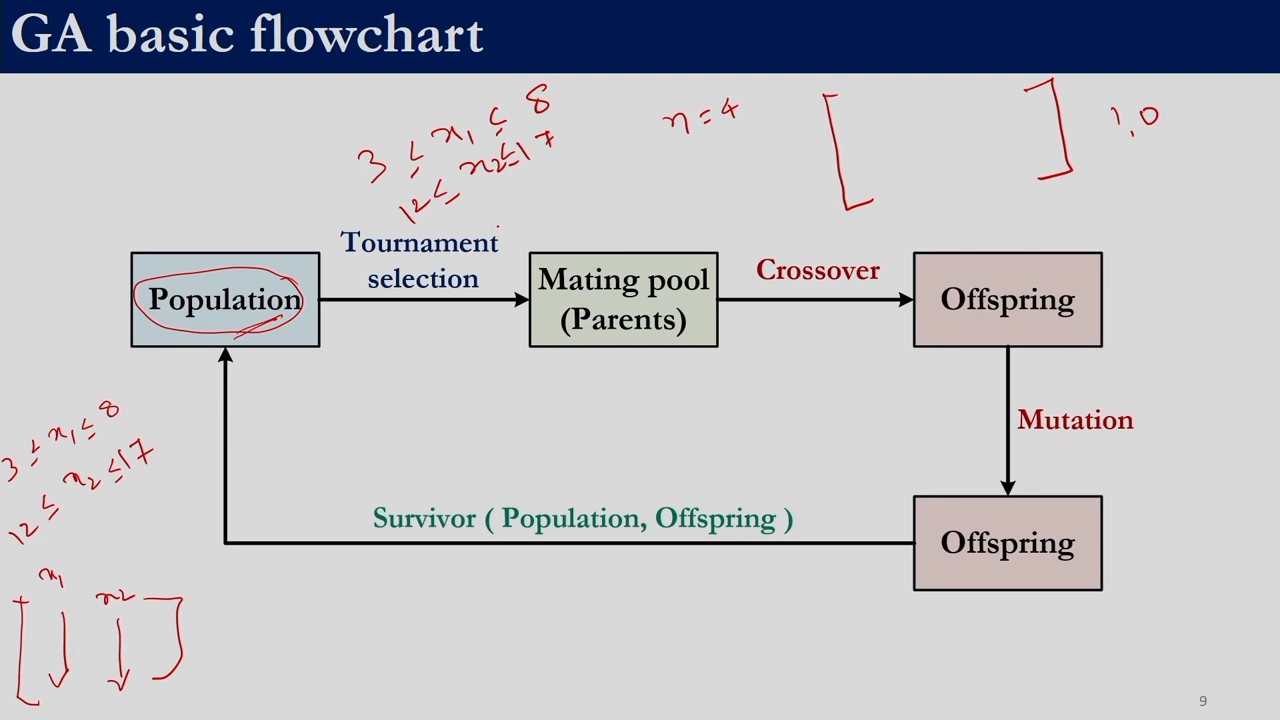 GA basic flowchart
3 ≤ x₁ ≤ 8
12 ≤ x₂ ≤ 17
n = 4
1, 0
Tournament
selection
Population
Mating pool
(Parents)
Crossover
Offspring
Mutation
3 ≤ x₁ ≤ 8
12 ≤ x₂ ≤ 17
Survivor ( Population, Offspring )
Offspring
x₁ x2
9